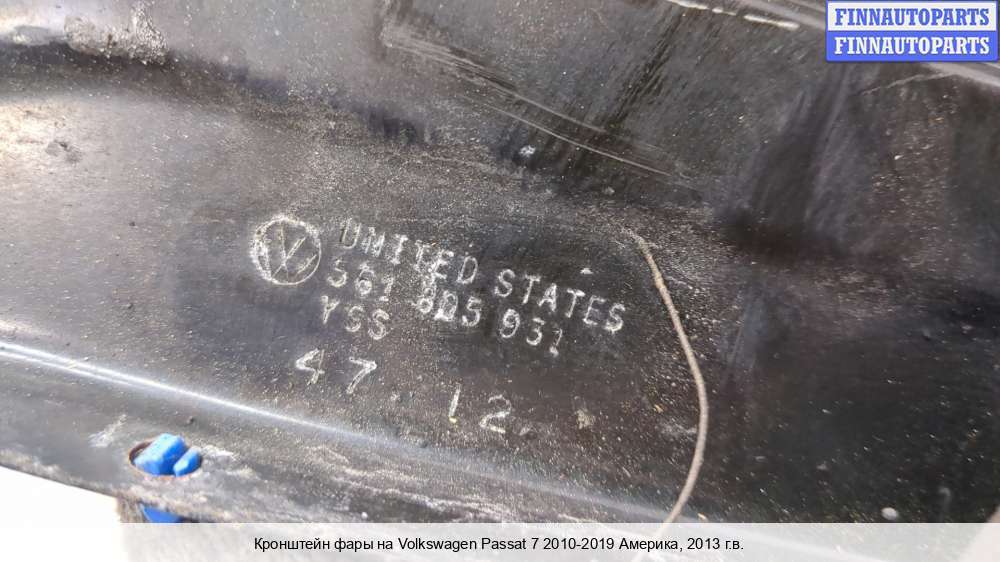 FINNAUTOPARTS
FINNAUTOPARTS
UNITED STATES
561 805 931
YSS
47 12
Кронштейн фары на Volkswagen Passat 7 2010-2019 Америка, 2013 г.в.